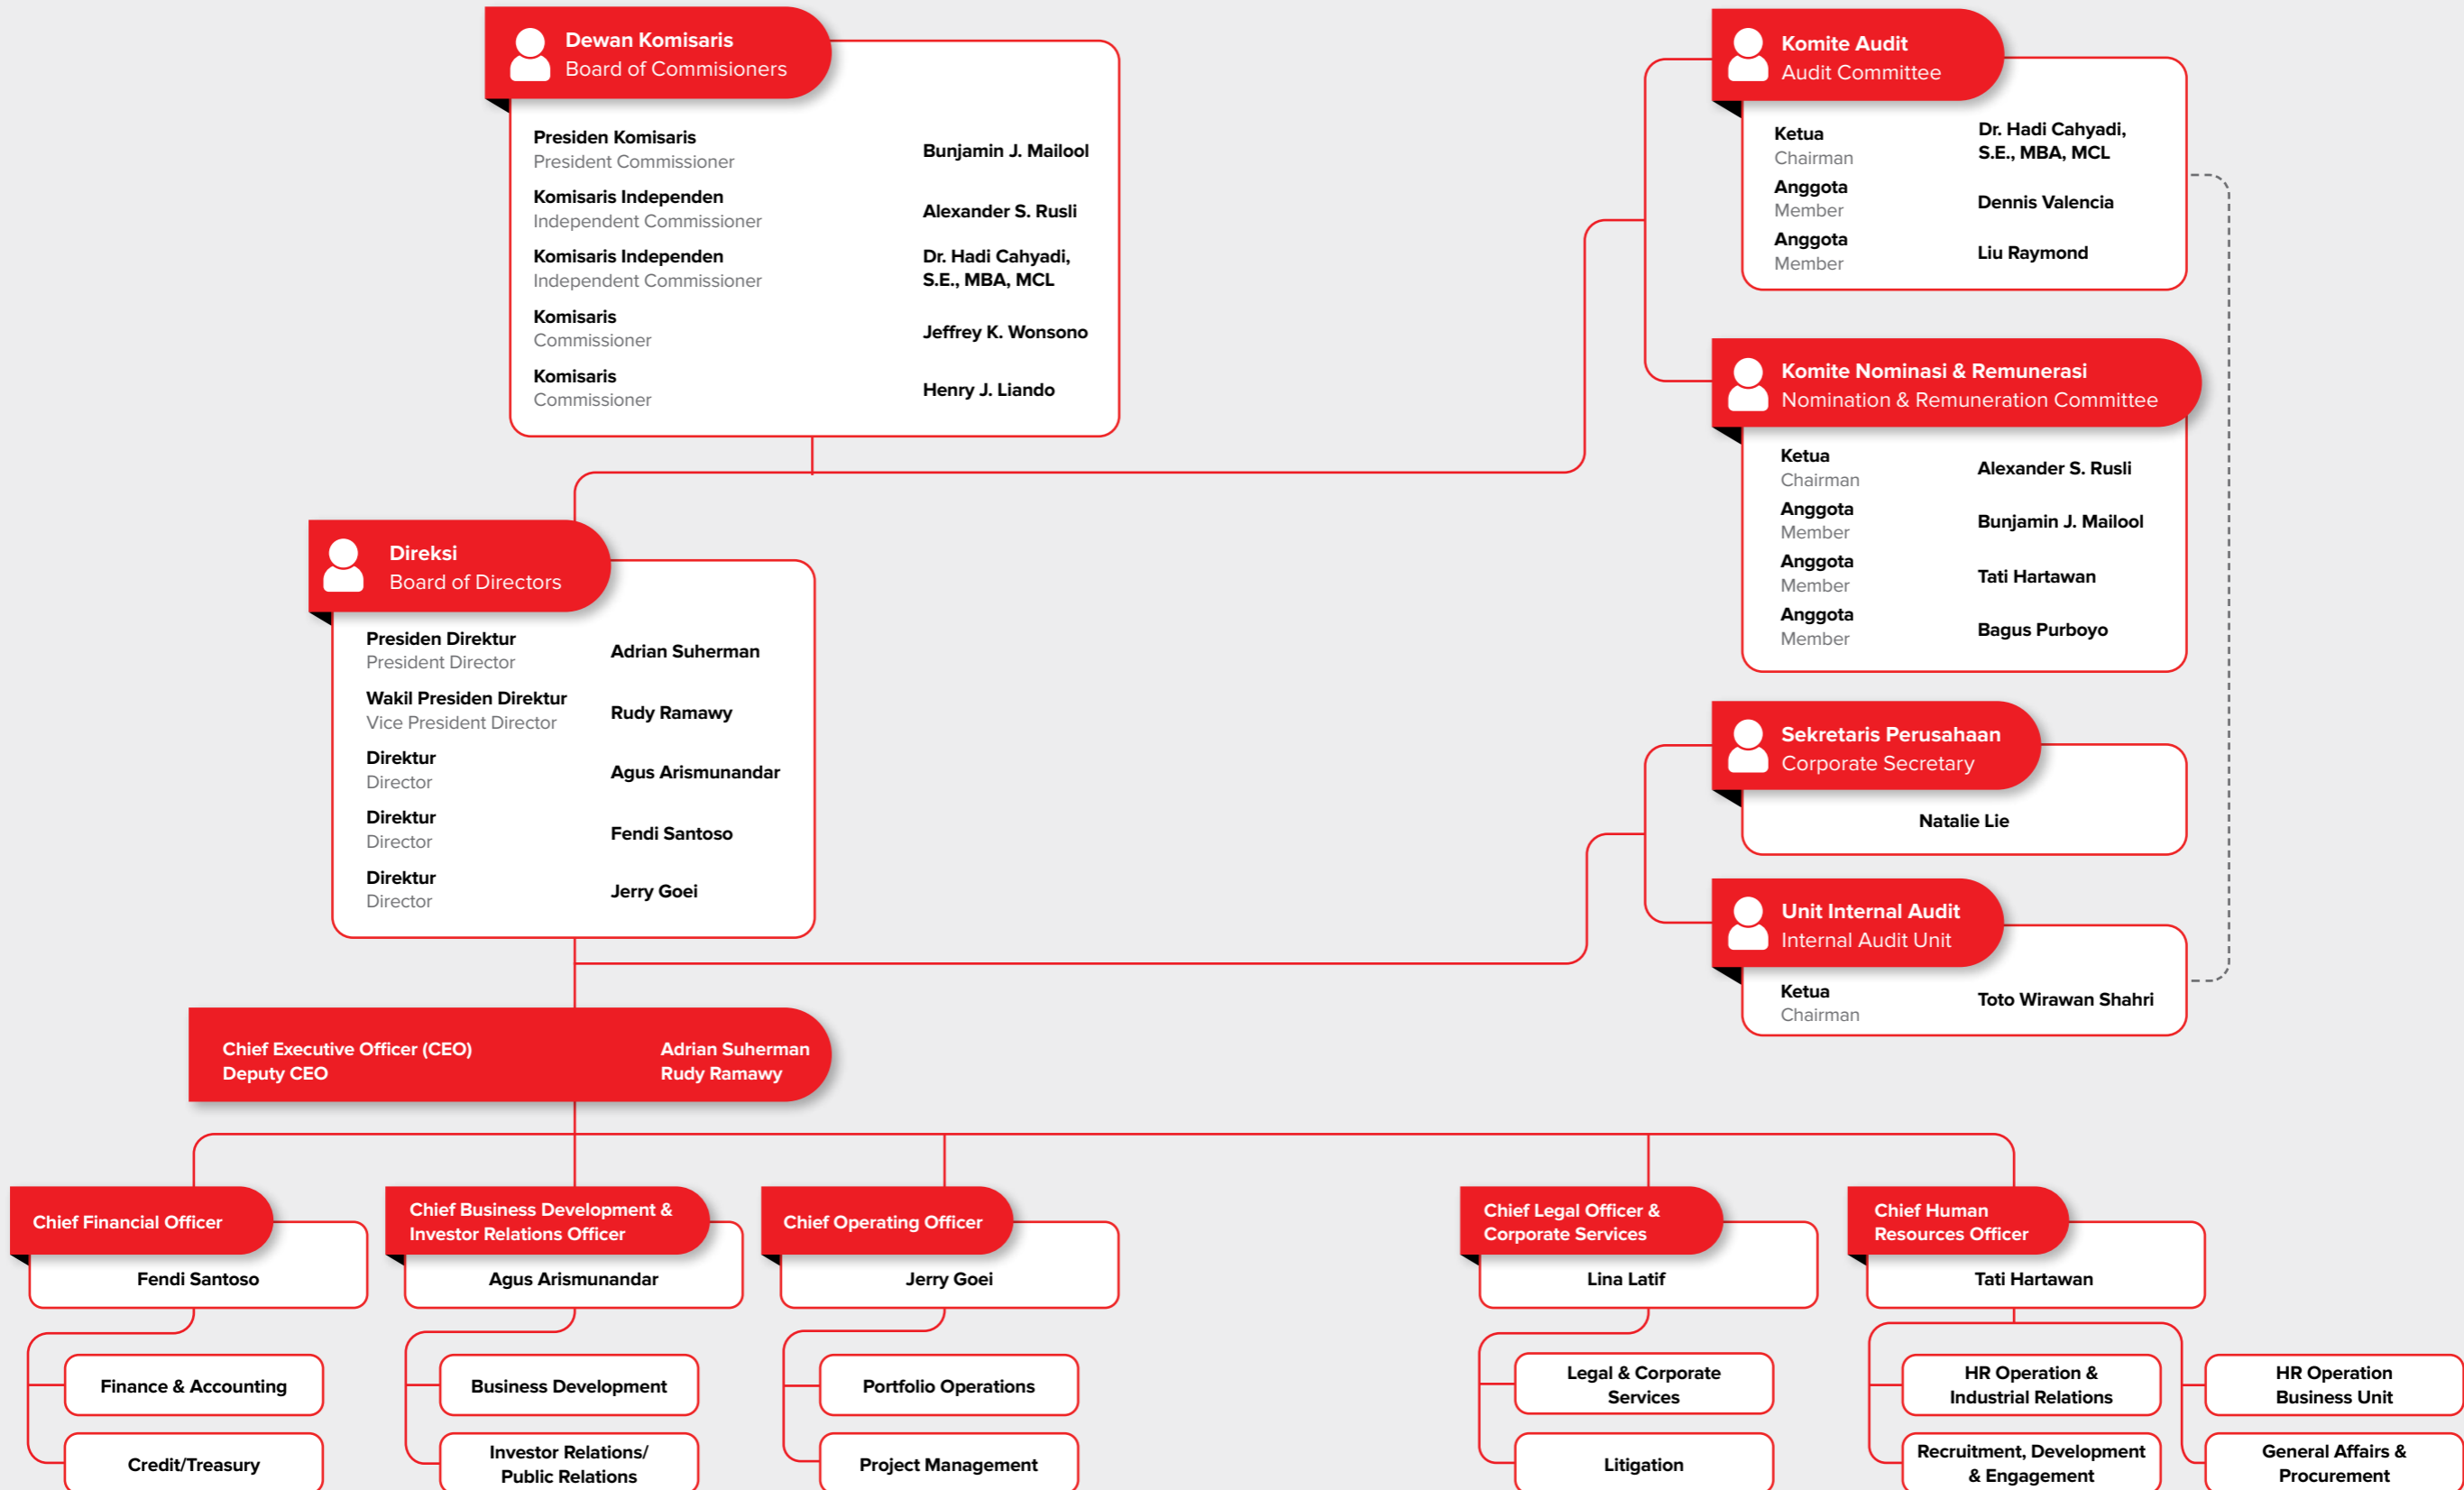 Dewan Komisaris
Board of Commisioners
Presiden Komisaris
President Commissioner
Bunjamin J. Mailool
Komisaris Independen
Independent Commissioner
Alexander S. Rusli
Komisaris Independen
Independent Commissioner
Dr. Hadi Cahyadi,
S.E., MBA, MCL
Komisaris
Commissioner
Jeffrey K. Wonsono
Komisaris
Commissioner
Henry J. Liando
Komite Audit
Audit Committee
Ketua
Chairman
Dr. Hadi Cahyadi,
S.E., MBA, MCL
Anggota
Member
Dennis Valencia
Anggota
Member
Liu Raymond
Komite Nominasi & Remunerasi
Nomination & Remuneration Committee
Ketua
Chairman
Alexander S. Rusli
Anggota
Member
Bunjamin J. Mailool
Anggota
Member
Tati Hartawan
Anggota
Member
Bagus Purboyo
Direksi
Board of Directors
Presiden Direktur
President Director
Adrian Suherman
Wakil Presiden Direktur
Vice President Director
Rudy Ramawy
Direktur
Director
Agus Arismunandar
Direktur
Director
Fendi Santoso
Direktur
Director
Jerry Goei
Sekretaris Perusahaan
Corporate Secretary
Natalie Lie
Unit Internal Audit
Internal Audit Unit
Ketua
Chairman
Toto Wirawan Shahri
Chief Executive Officer (CEO)
Adrian Suherman
Deputy CEO
Rudy Ramawy
Chief Financial Officer
Fendi Santoso
Finance & Accounting
Credit/Treasury
Chief Business Development &
Investor Relations Officer
Agus Arismunandar
Business Development
Investor Relations/
Public Relations
Chief Operating Officer
Jerry Goei
Portfolio Operations
Project Management
Chief Legal Officer &
Corporate Services
Lina Latif
Legal & Corporate
Services
Litigation
Chief Human
Resources Officer
Tati Hartawan
HR Operation &
Industrial Relations
Recruitment, Development
& Engagement
HR Operation
Business Unit
General Affairs &
Procurement